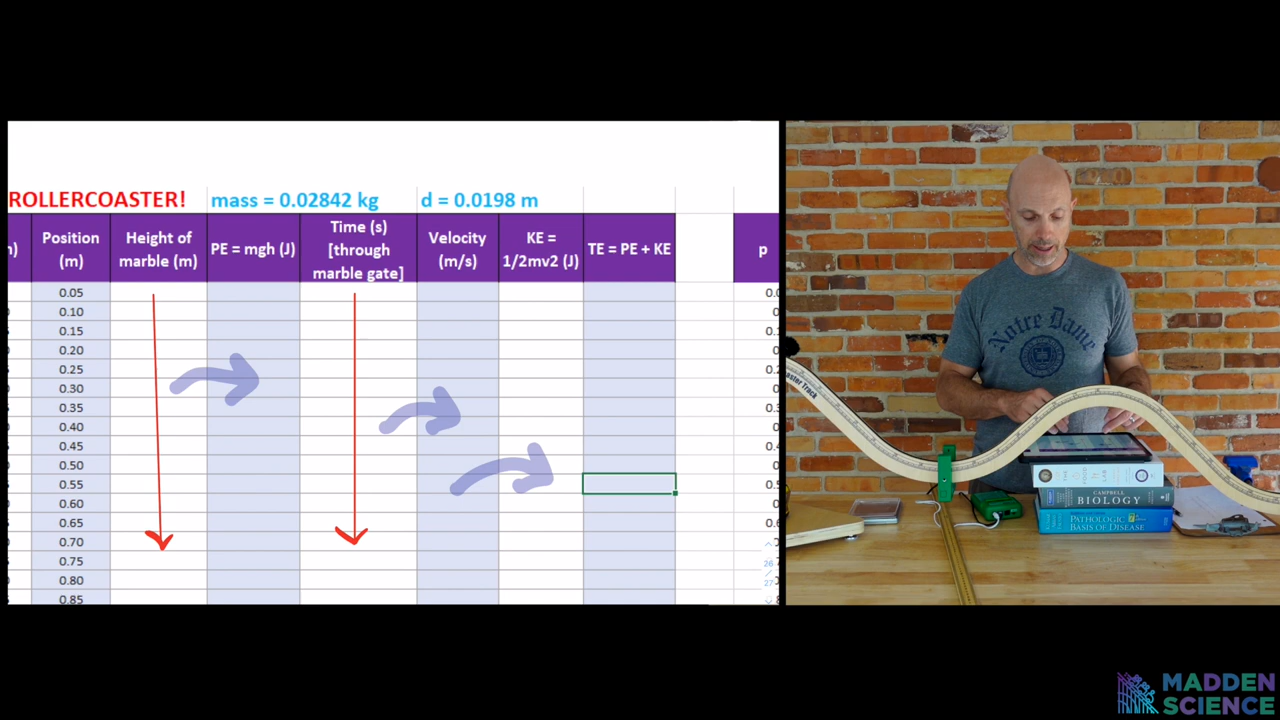 ROLLERCOASTER!
mass = 0.02842 kg
d = 0.0198 m
Position (m)
Height of marble (m)
PE = mgh (J)
Time (s) [through marble gate]
Velocity (m/s)
KE = 1/2mv2 (J)
TE = PE + KE
p
0.05
0.10
0.15
0.20
0.25
0.30
0.35
0.40
0.45
0.50
0.55
0.60
0.65
0.70
0.75
0.80
0.85
26
27
Notre Dame
CAMPBELL
BIOLOGY
PATHOLOGIC
BASIS OF DISEASE
MADDEN
SCIENCE